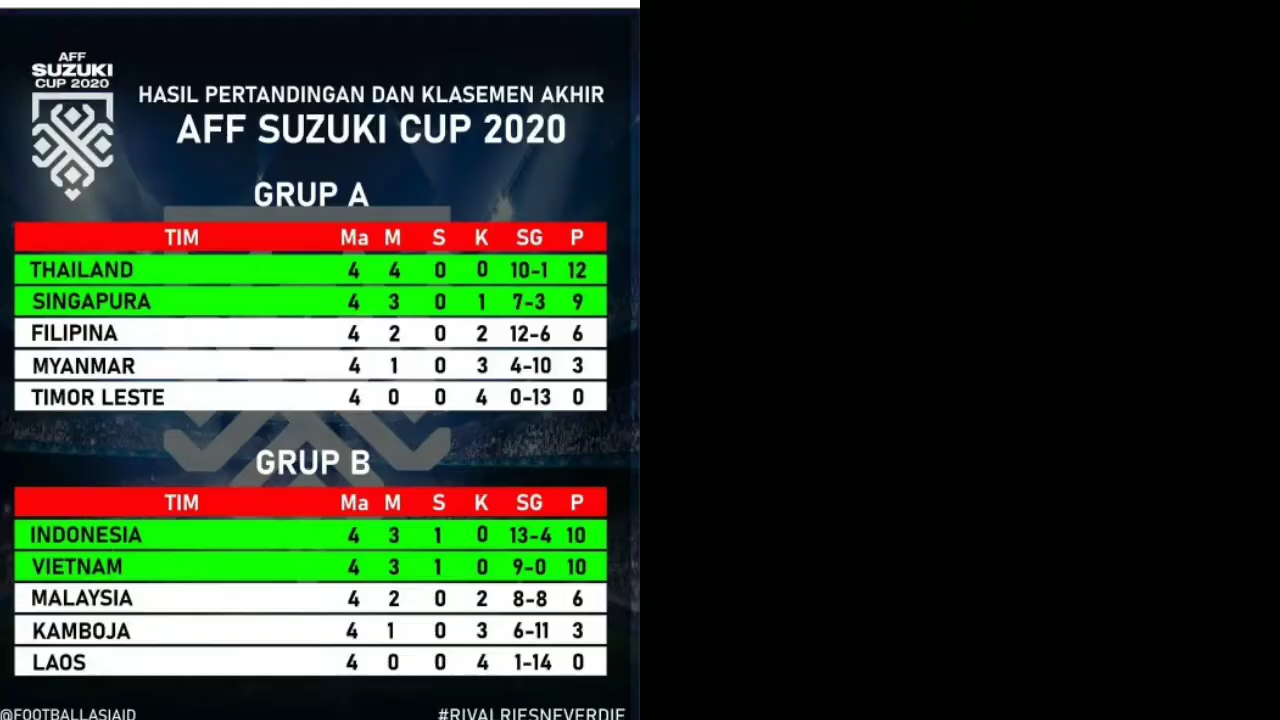 AFF
SUZUKI
CUP 2020
HASIL PERTANDINGAN DAN KLASEMEN AKHIR
AFF SUZUKI CUP 2020
GRUP A
TIM Ma M S K SG P
THAILAND 4 4 0 0 10-1 12
SINGAPURA 4 3 0 1 7-3 9
FILIPINA 4 2 0 2 12-6 6
MYANMAR 4 1 0 3 4-10 3
TIMOR LESTE 4 0 0 4 0-13 0
GRUP B
TIM Ma M S K SG P
INDONESIA 4 3 1 0 13-4 10
VIETNAM 4 3 1 0 9-0 10
MALAYSIA 4 2 0 2 8-8 6
KAMBOJA 4 1 0 3 6-11 3
LAOS 4 0 0 4 1-14 0
@FOOTBALLASIAID #RIVALRIESNEVERDIE